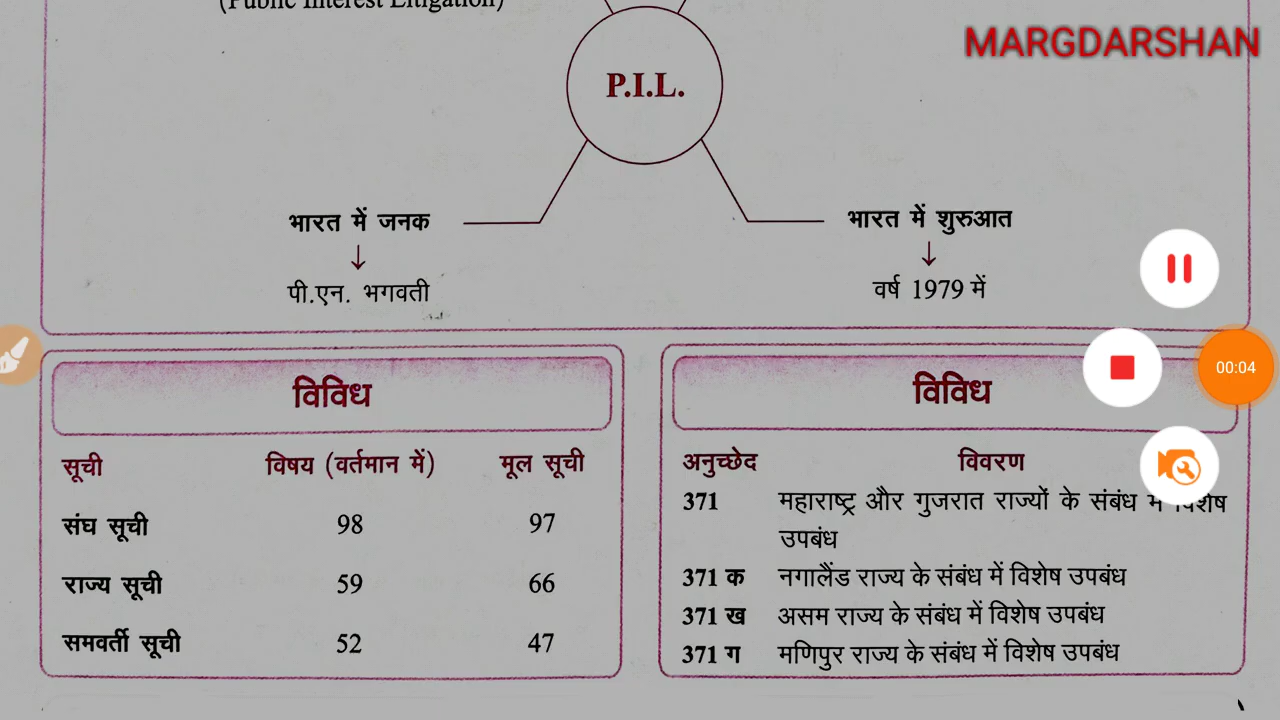 (Public Interest Litigation)
MARGDARSHAN
P.I.L.
भारत में जनक
पी.एन. भगवती
भारत में शुरुआत
वर्ष 1979 में
00:04
विविध
सूची विषय (वर्तमान में) मूल सूची
संघ सूची 98 97
राज्य सूची 59 66
समवर्ती सूची 52 47
विविध
अनुच्छेद विवरण
371 महाराष्ट्र और गुजरात राज्यों के संबंध में विशेष
उपबंध
371 क नगालैंड राज्य के संबंध में विशेष उपबंध
371 ख असम राज्य के संबंध में विशेष उपबंध
371 ग मणिपुर राज्य के संबंध में विशेष उपबंध